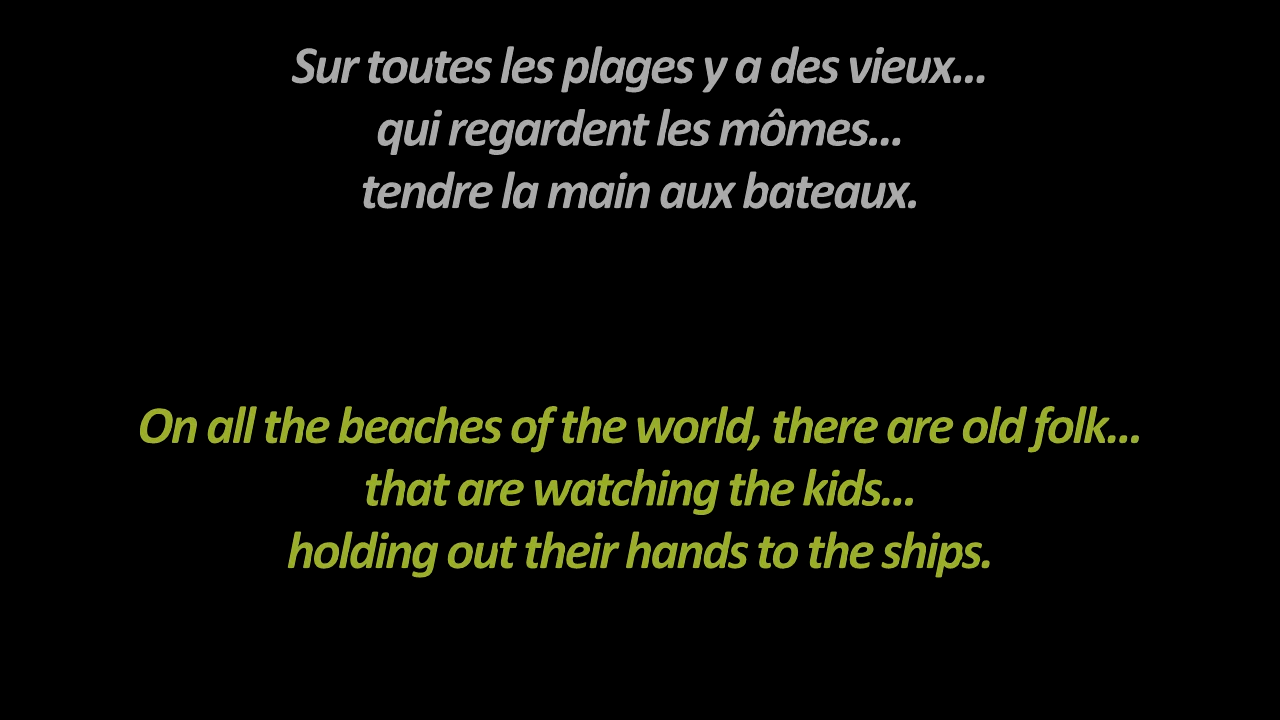 Sur toutes les plages y a des vieux...
qui regardent les mômes...
tendre la main aux bateaux.
On all the beaches of the world, there are old folk...
that are watching the kids...
holding out their hands to the ships.